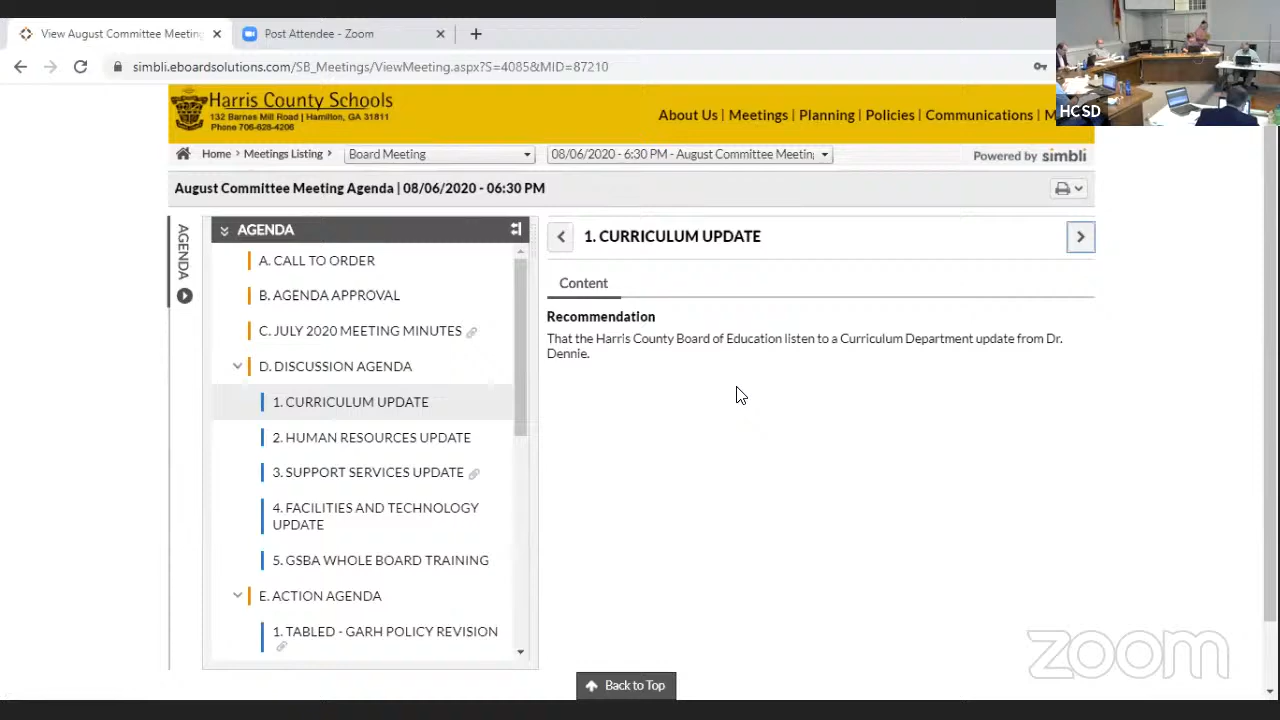 View August Committee Meeting
Post Attendee - Zoom
simbli.eboardsolutions.com/SB_Meetings/ViewMeeting.aspx?S=4085&MID=87210
HCSD
Harris County Schools
132 Barnes Mill Road | Hamilton, GA 31811
Phone 706-628-4206
About Us | Meetings | Planning | Policies | Communications | M
Home > Meetings Listing >
Board Meeting
08/06/2020 - 6:30 PM - August Committee Meetin
Powered by simbli
August Committee Meeting Agenda | 08/06/2020 - 06:30 PM
AGENDA
AGENDA
A. CALL TO ORDER
B. AGENDA APPROVAL
C. JULY 2020 MEETING MINUTES
D. DISCUSSION AGENDA
1. CURRICULUM UPDATE
2. HUMAN RESOURCES UPDATE
3. SUPPORT SERVICES UPDATE
4. FACILITIES AND TECHNOLOGY
UPDATE
5. GSBA WHOLE BOARD TRAINING
E. ACTION AGENDA
1. TABLED - GARH POLICY REVISION
1. CURRICULUM UPDATE
Content
Recommendation
That the Harris County Board of Education listen to a Curriculum Department update from Dr.
Dennie.
Back to Top
zoom